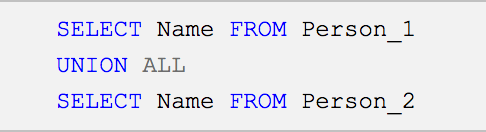 SELECT Name FROM Person_1
UNION ALL
SELECT Name FROM Person_2